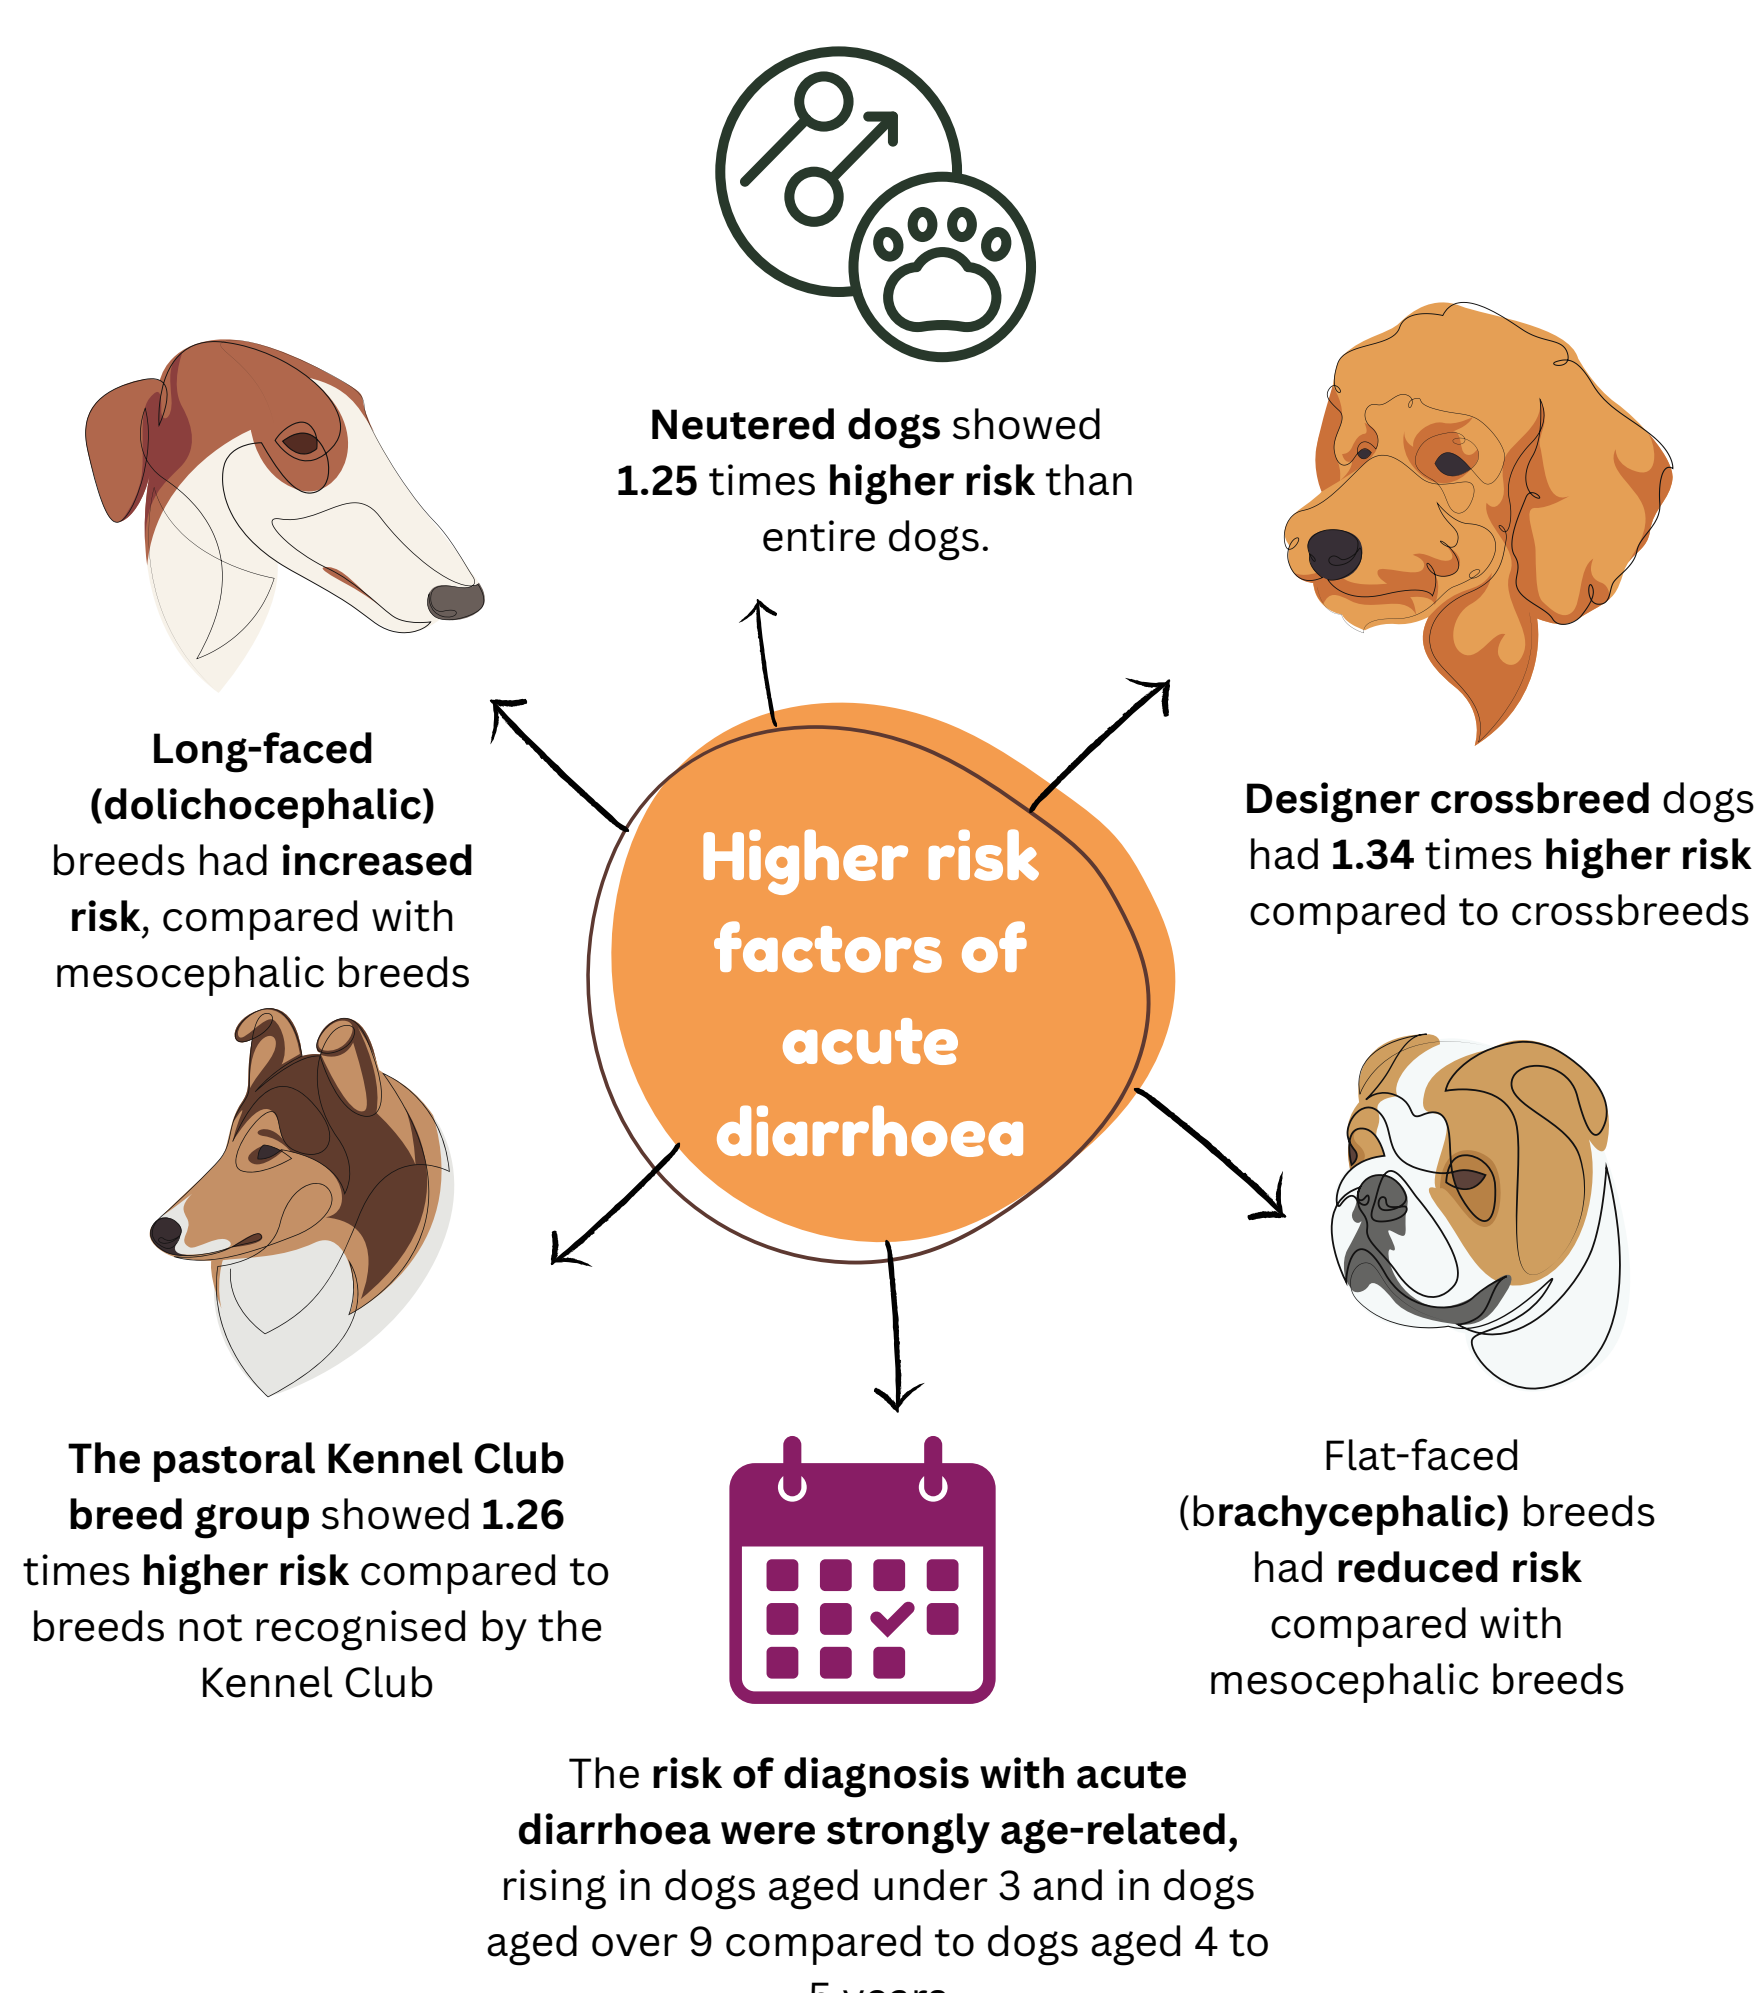 Neutered dogs showed
1.25 times higher risk than
entire dogs.
Long-faced
(dolichocephalic)
breeds had increased
risk, compared with
mesocephalic breeds
Designer crossbreed dogs
had 1.34 times higher risk
compared to crossbreeds
Higher risk
factors of
acute
diarrhoea
The pastoral Kennel Club
breed group showed 1.26
times higher risk compared to
breeds not recognised by the
Kennel Club
Flat-faced
(brachycephalic) breeds
had reduced risk
compared with
mesocephalic breeds
The risk of diagnosis with acute
diarrhoea were strongly age-related,
rising in dogs aged under 3 and in dogs
aged over 9 compared to dogs aged 4 to
5 years